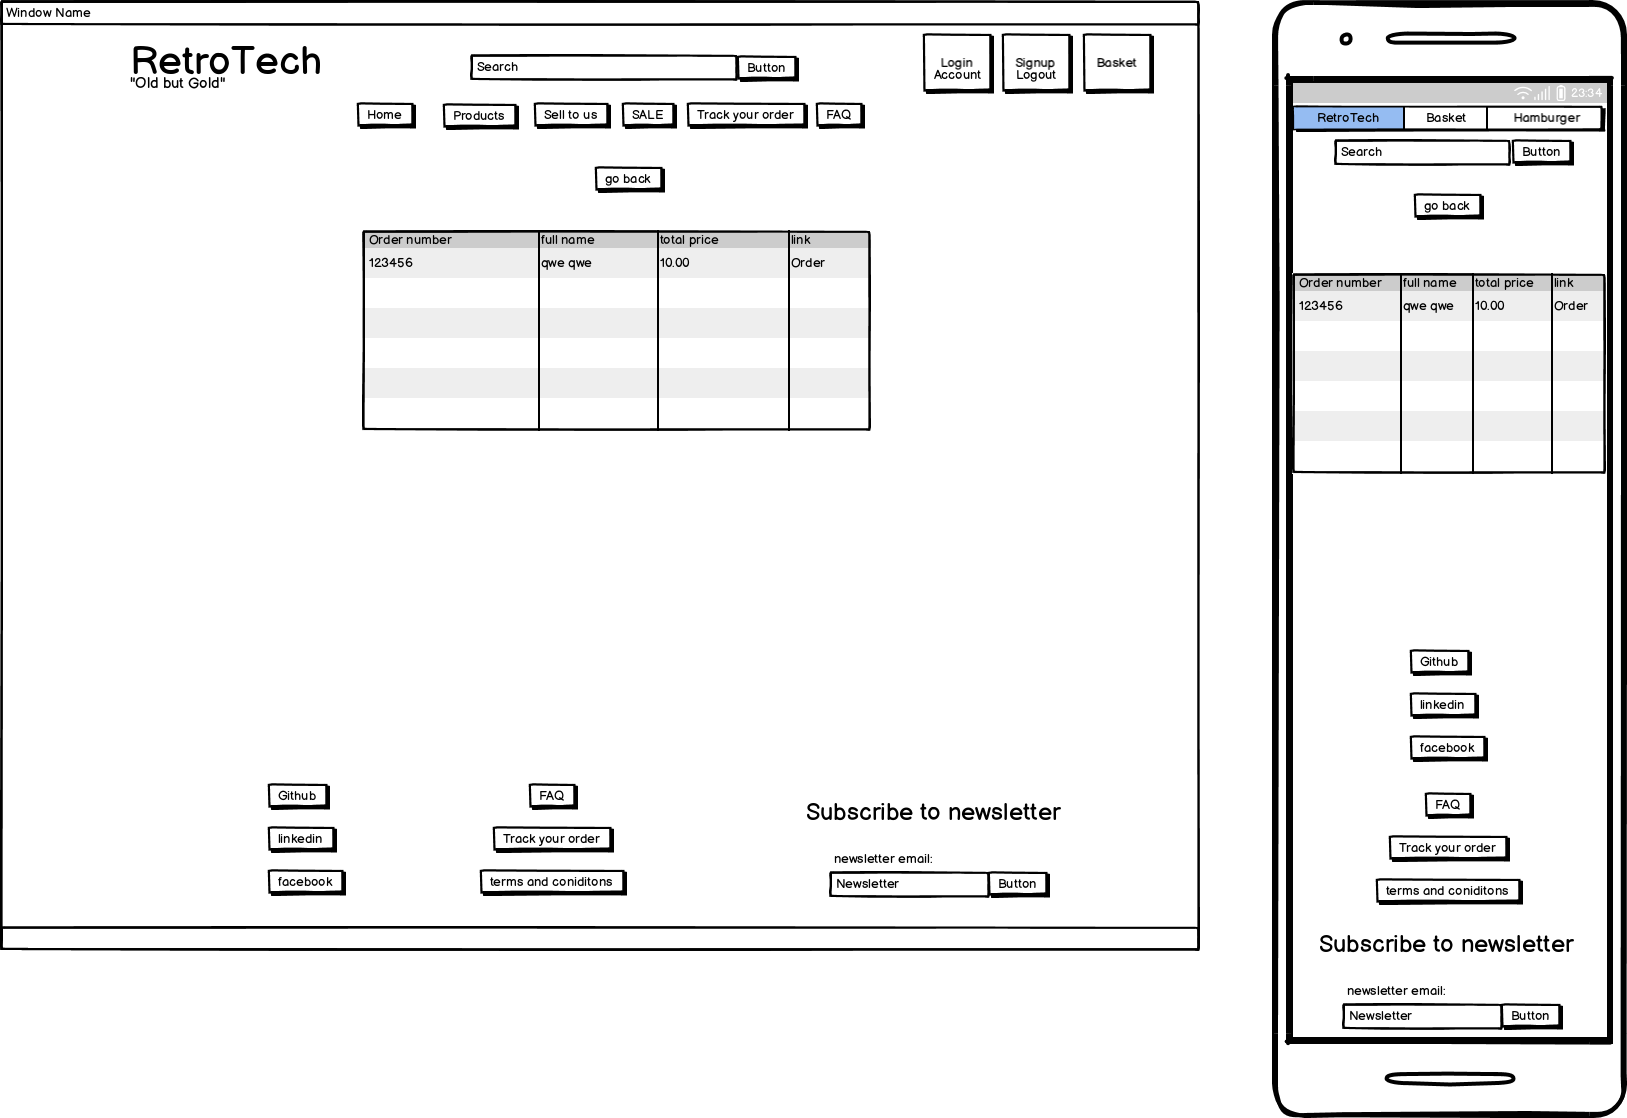 Window Name
RetroTech
"Old but Gold"
Search Button
Login
Account
Signup
Logout
Basket
Home Products Sell to us SALE Track your order FAQ
go back
Order number full name total price link
123456 qwe qwe 10.00 Order
Github
linkedin
facebook
FAQ
Track your order
terms and coniditons
Subscribe to newsletter
newsletter email:
Newsletter Button
23:34
RetroTech Basket Hamburger
Search Button
go back
Order number full name total price link
123456 qwe qwe 10.00 Order
Github
linkedin
facebook
FAQ
Track your order
terms and coniditons
Subscribe to newsletter
newsletter email:
Newsletter Button